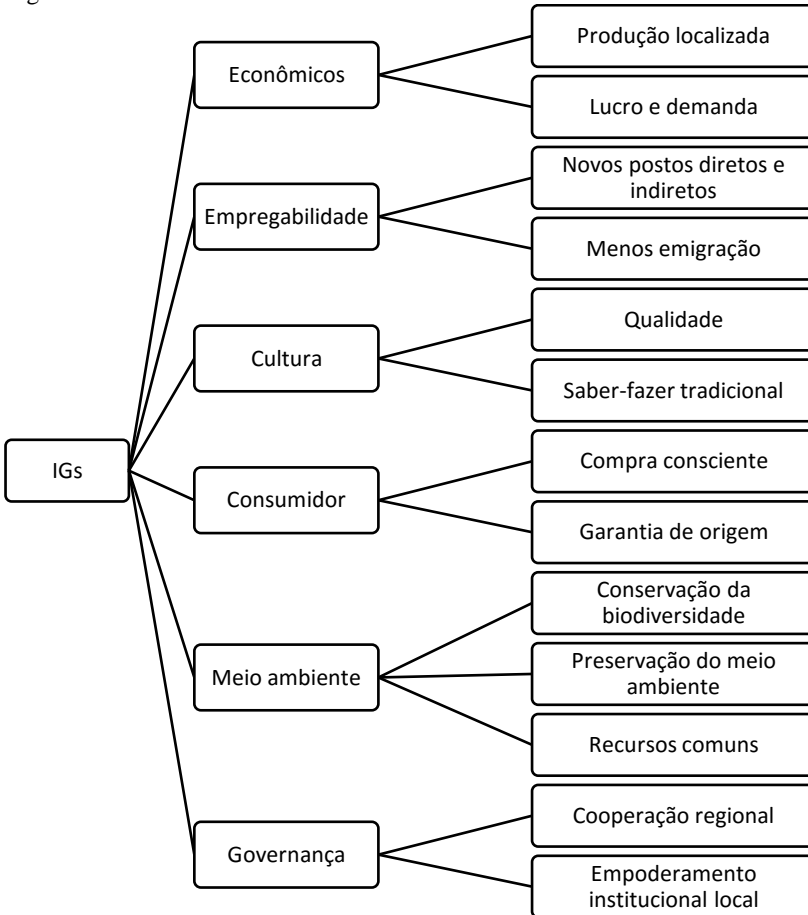 Produção localizada
Econômicos
Lucro e demanda
Novos postos diretos e
indiretos
Empregabilidade
Menos emigração
Qualidade
Cultura
Saber-fazer tradicional
IGs
Compra consciente
Consumidor
Garantia de origem
Conservação da
biodiversidade
Meio ambiente
Preservação do meio
ambiente
Recursos comuns
Cooperação regional
Governança
Empoderamento
institucional local